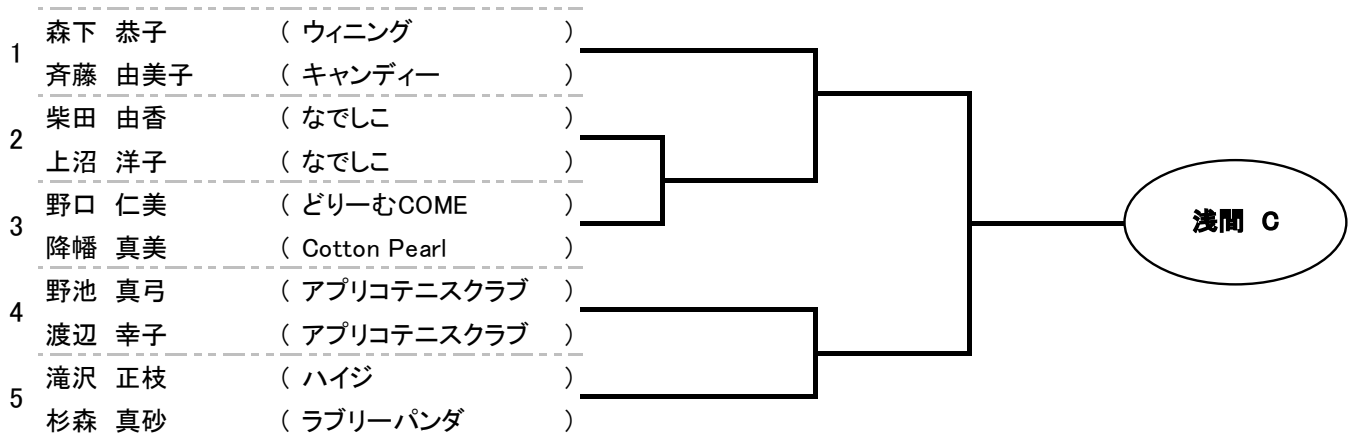 1
森下 恭子 ( ウィニング )
斉藤 由美子 ( キャンディー )
2
柴田 由香 ( なでしこ )
上沼 洋子 ( なでしこ )
3
野口 仁美 ( どりーむCOME )
降幡 真美 ( Cotton Pearl )
4
野池 真弓 ( アプリコテニスクラブ )
渡辺 幸子 ( アプリコテニスクラブ )
5
滝沢 正枝 ( ハイジ )
杉森 真砂 ( ラブリーパンダ )
浅間 C